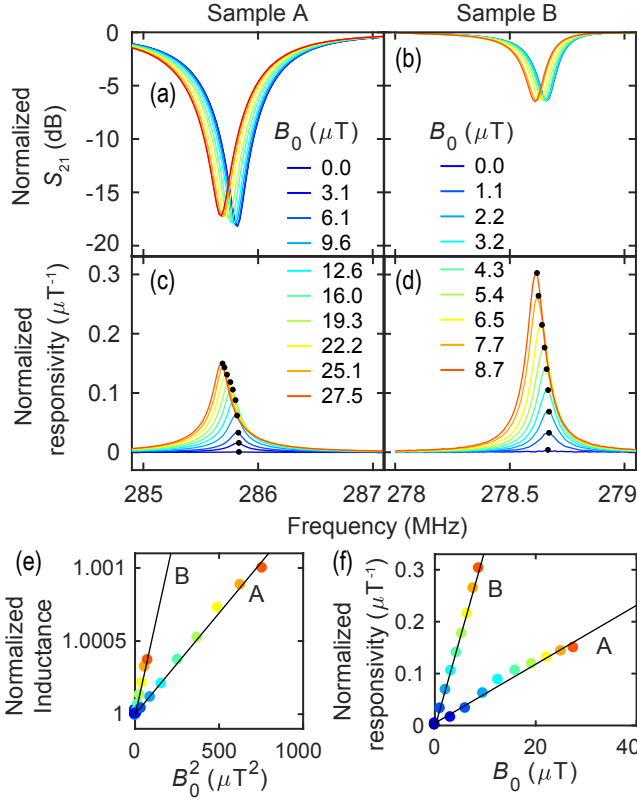 Sample A
Sample B
Normalized
S21 (dB)
0
-5
-10
-15
-20
(a)
B0 (μT)
0.0
3.1
6.1
9.6
(b)
B0 (μT)
0.0
1.1
2.2
3.2
Normalized
responsivity (μT-1)
0.3
0.2
0.1
0
(c)
12.6
16.0
19.3
22.2
25.1
27.5
(d)
4.3
5.4
6.5
7.7
8.7
285
286
287
278
278.6
279
Frequency (MHz)
(e)
Normalized
Inductance
1.001
1.0005
1
B
A
0
500
1000
B0^2 (μT2)
(f)
Normalized
responsivity (μT-1)
0.3
0.2
0.1
0
B
A
0
20
40
B0 (μT)